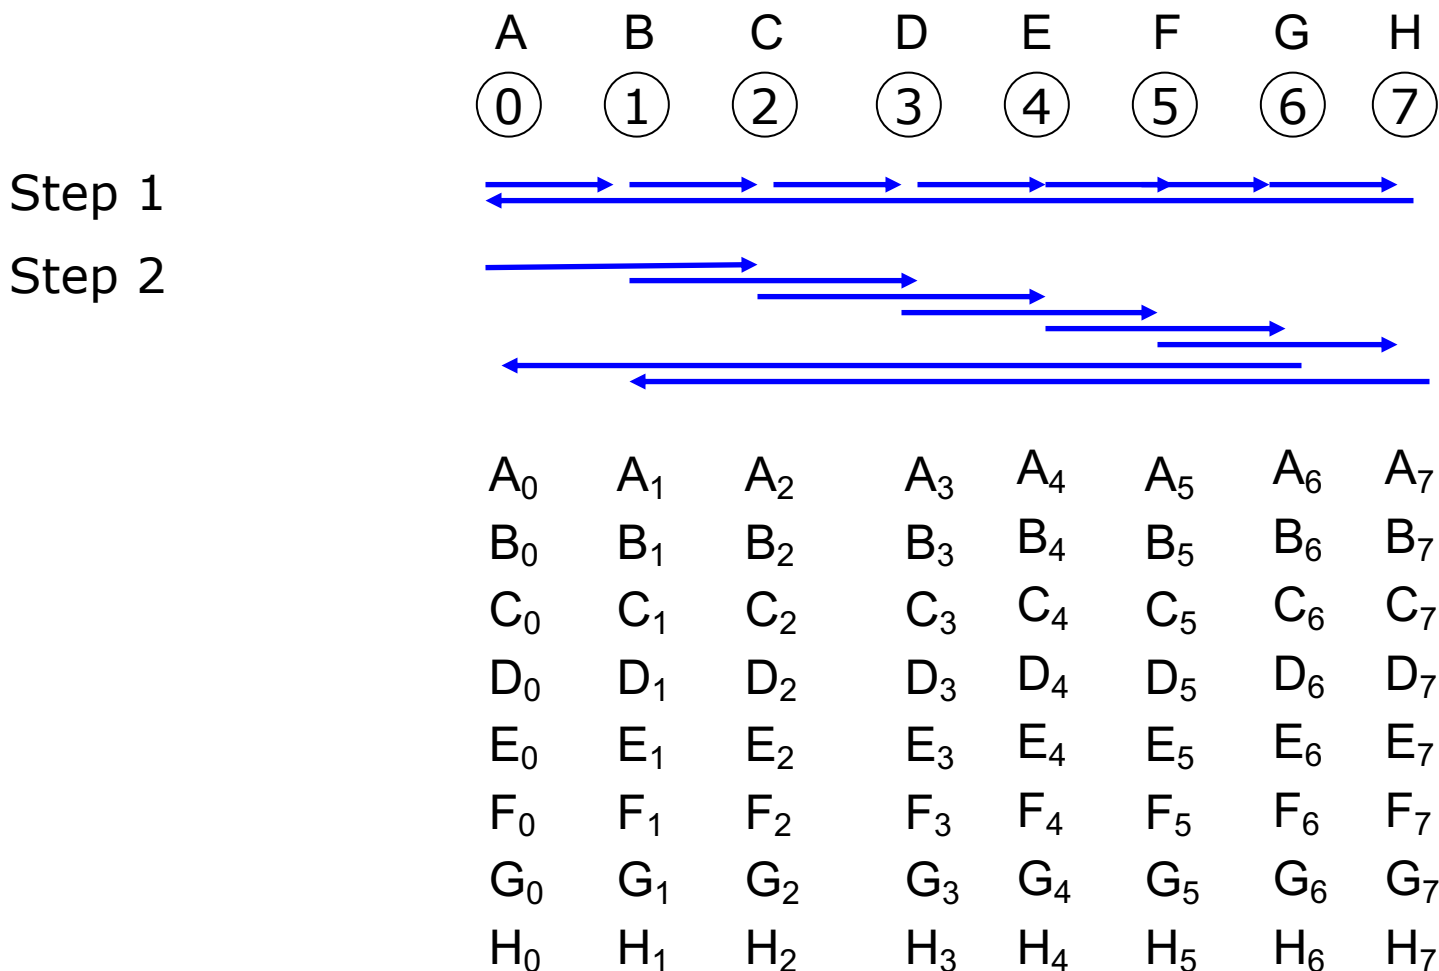 A B C D E F G H
0 1 2 3 4 5 6 7
Step 1
Step 2
A₀ A₁ A₂ A₃ A₄ A₅ A₆ A₇
B₀ B₁ B₂ B₃ B₄ B₅ B₆ B₇
C₀ C₁ C₂ C₃ C₄ C₅ C₆ C₇
D₀ D₁ D₂ D₃ D₄ D₅ D₆ D₇
E₀ E₁ E₂ E₃ E₄ E₅ E₆ E₇
F₀ F₁ F₂ F₃ F₄ F₅ F₆ F₇
G₀ G₁ G₂ G₃ G₄ G₅ G₆ G₇
H₀ H₁ H₂ H₃ H₄ H₅ H₆ H₇